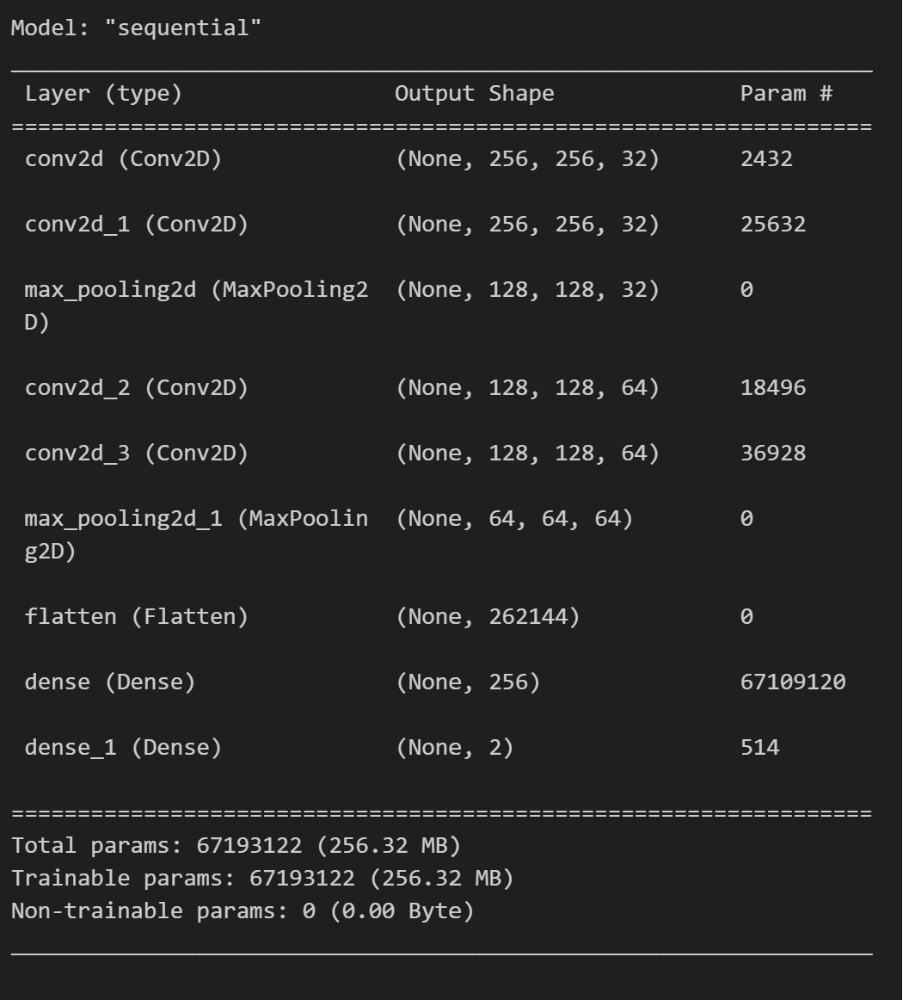 Model: "sequential"
_________________________________________________________________
 Layer (type)                Output Shape              Param #
=================================================================
 conv2d (Conv2D)             (None, 256, 256, 32)      2432
 conv2d_1 (Conv2D)           (None, 256, 256, 32)      25632
 max_pooling2d (MaxPooling2  (None, 128, 128, 32)      0
 D)
 conv2d_2 (Conv2D)           (None, 128, 128, 64)      18496
 conv2d_3 (Conv2D)           (None, 128, 128, 64)      36928
 max_pooling2d_1 (MaxPoolin  (None, 64, 64, 64)        0
 g2D)
 flatten (Flatten)           (None, 262144)            0
 dense (Dense)               (None, 256)               67109120
 dense_1 (Dense)             (None, 2)                 514
=================================================================
Total params: 67193122 (256.32 MB)
Trainable params: 67193122 (256.32 MB)
Non-trainable params: 0 (0.00 Byte)
_________________________________________________________________